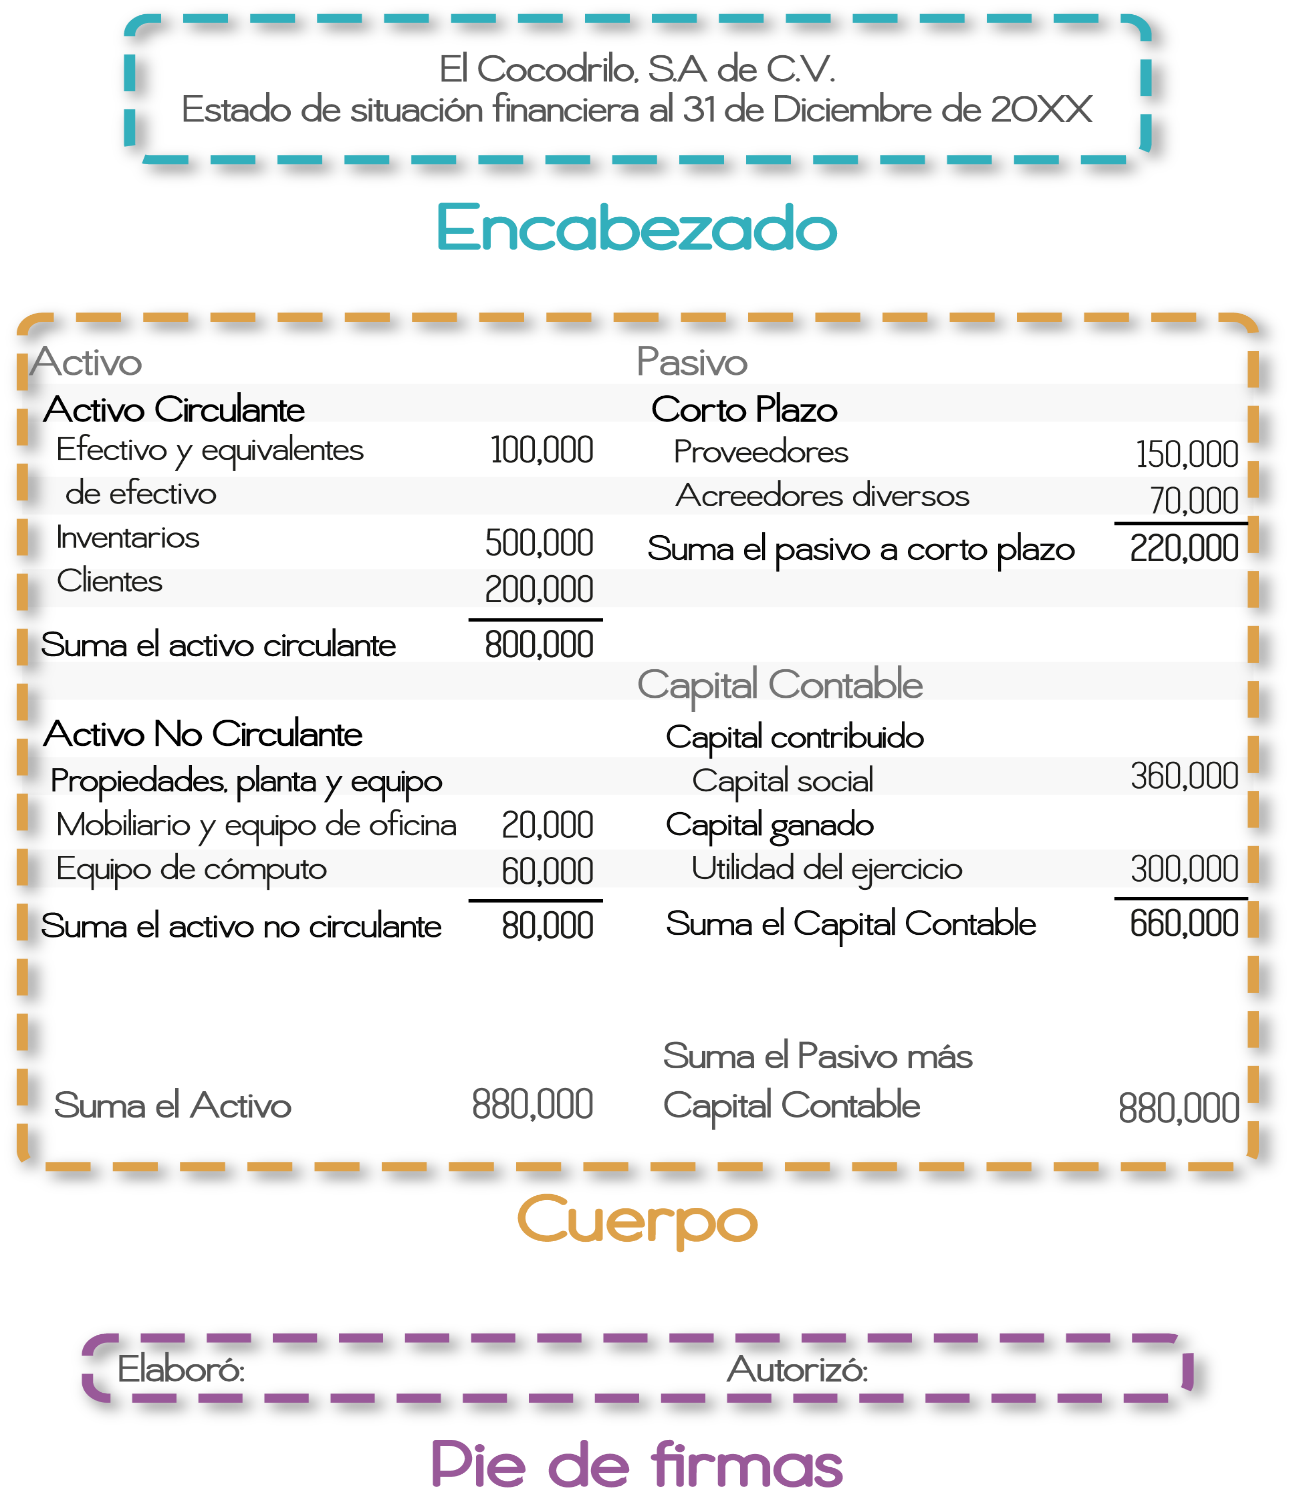 El Cocodrilo, S.A de C.V.
Estado de situación financiera al 31 de Diciembre de 20XX
Encabezado
Activo
Activo Circulante
Efectivo y equivalentes 100,000
de efectivo
Inventarios 500,000
Clientes 200,000
Suma el activo circulante 800,000
Activo No Circulante
Propiedades, planta y equipo
Mobiliario y equipo de oficina 20,000
Equipo de cómputo 60,000
Suma el activo no circulante 80,000
Suma el Activo 880,000
Pasivo
Corto Plazo
Proveedores 150,000
Acreedores diversos 70,000
Suma el pasivo a corto plazo 220,000
Capital Contable
Capital contribuido
Capital social 360,000
Capital ganado
Utilidad del ejercicio 300,000
Suma el Capital Contable 660,000
Suma el Pasivo más
Capital Contable 880,000
Cuerpo
Elaboró: Autorizó:
Pie de firmas